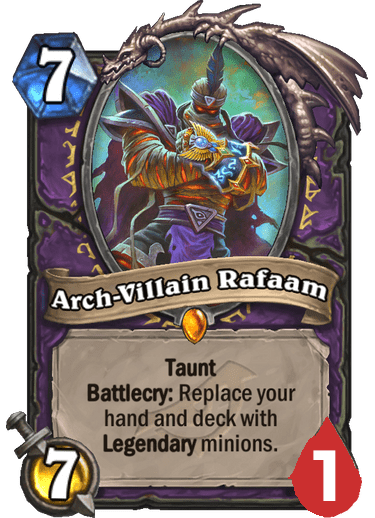 7
Arch-Villain Rafaam
Taunt
Battlecry: Replace your
hand and deck with
Legendary minions.
7
1